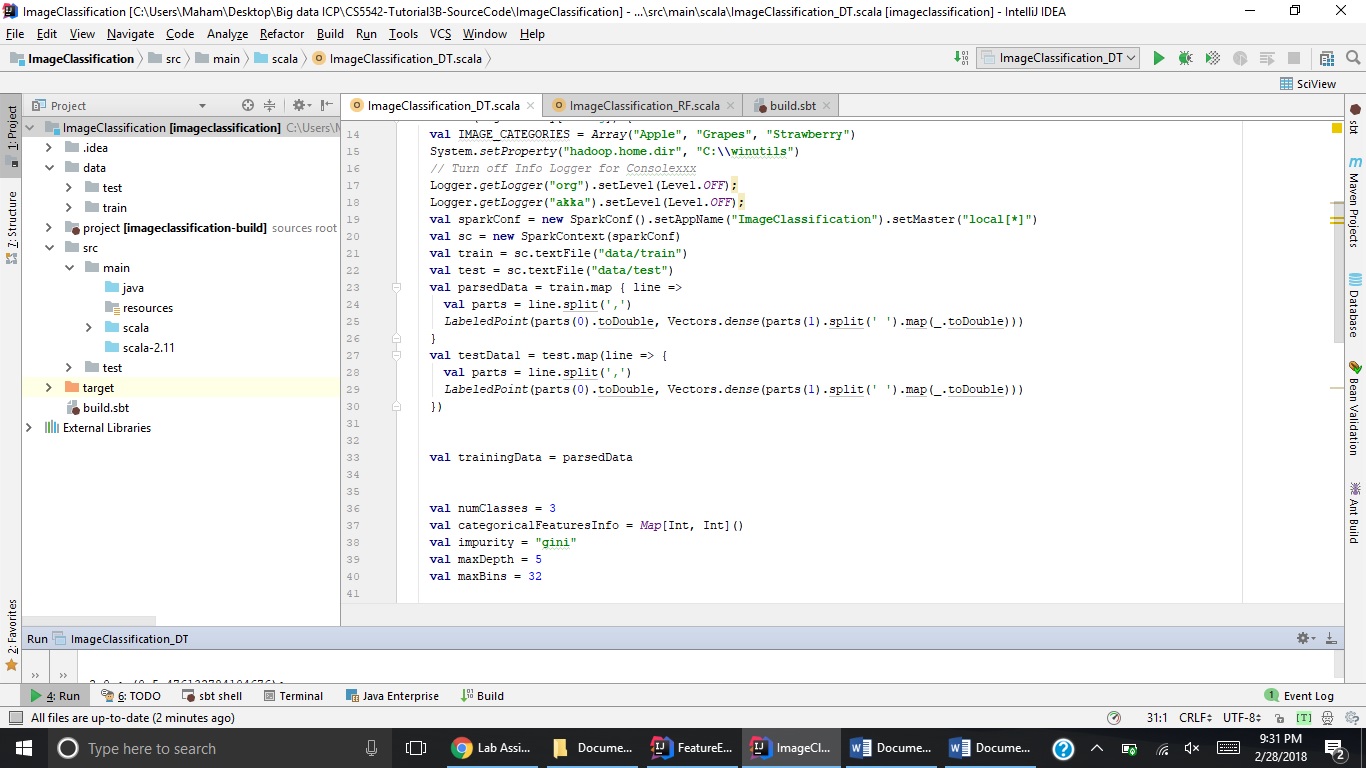 ImageClassification [C:\Users\Maham\Desktop\Big data ICP\CS5542-Tutorial3B-SourceCode\ImageClassification] - ...\src\main\scala\ImageClassification_DT.scala [imageclassification] - IntelliJ IDEA
File Edit View Navigate Code Analyze Refactor Build Run Tools VCS Window Help
ImageClassification src main scala ImageClassification_DT.scala ImageClassification_DT
SciView
Project ImageClassification_DT.scala ImageClassification_RF.scala build.sbt
1: Project
7: Structure
2: Favorites
ImageClassification [imageclassification] C:\Users\
.idea
data
test
train
project [imageclassification-build] sources root
src
main
java
resources
scala
scala-2.11
test
target
build.sbt
External Libraries
14 val IMAGE_CATEGORIES = Array("Apple", "Grapes", "Strawberry")
15 System.setProperty("hadoop.home.dir", "C:\\winutils")
16 // Turn off Info Logger for Consolexxx
17 Logger.getLogger("org").setLevel(Level.OFF);
18 Logger.getLogger("akka").setLevel(Level.OFF);
19 val sparkConf = new SparkConf().setAppName("ImageClassification").setMaster("local[*]")
20 val sc = new SparkContext(sparkConf)
21 val train = sc.textFile("data/train")
22 val test = sc.textFile("data/test")
23 val parsedData = train.map { line =>
24 val parts = line.split(',')
25 LabeledPoint(parts(0).toDouble, Vectors.dense(parts(1).split(' ').map(_.toDouble)))
26 }
27 val testData1 = test.map(line => {
28 val parts = line.split(',')
29 LabeledPoint(parts(0).toDouble, Vectors.dense(parts(1).split(' ').map(_.toDouble)))
30 })
31
32
33 val trainingData = parsedData
34
35
36 val numClasses = 3
37 val categoricalFeaturesInfo = Map[Int, Int]()
38 val impurity = "gini"
39 val maxDepth = 5
40 val maxBins = 32
41
sbt
Maven Projects
Database
Bean Validation
Ant Build
Run ImageClassification_DT
4: Run 6: TODO sbt shell Terminal Java Enterprise Build 1 Event Log
All files are up-to-date (2 minutes ago) 31:1 CRLF UTF-8 [T]
Type here to search Lab Assi... Docume... FeatureE... ImageCl... Docume... Docume... 9:31 PM
2/28/2018 2